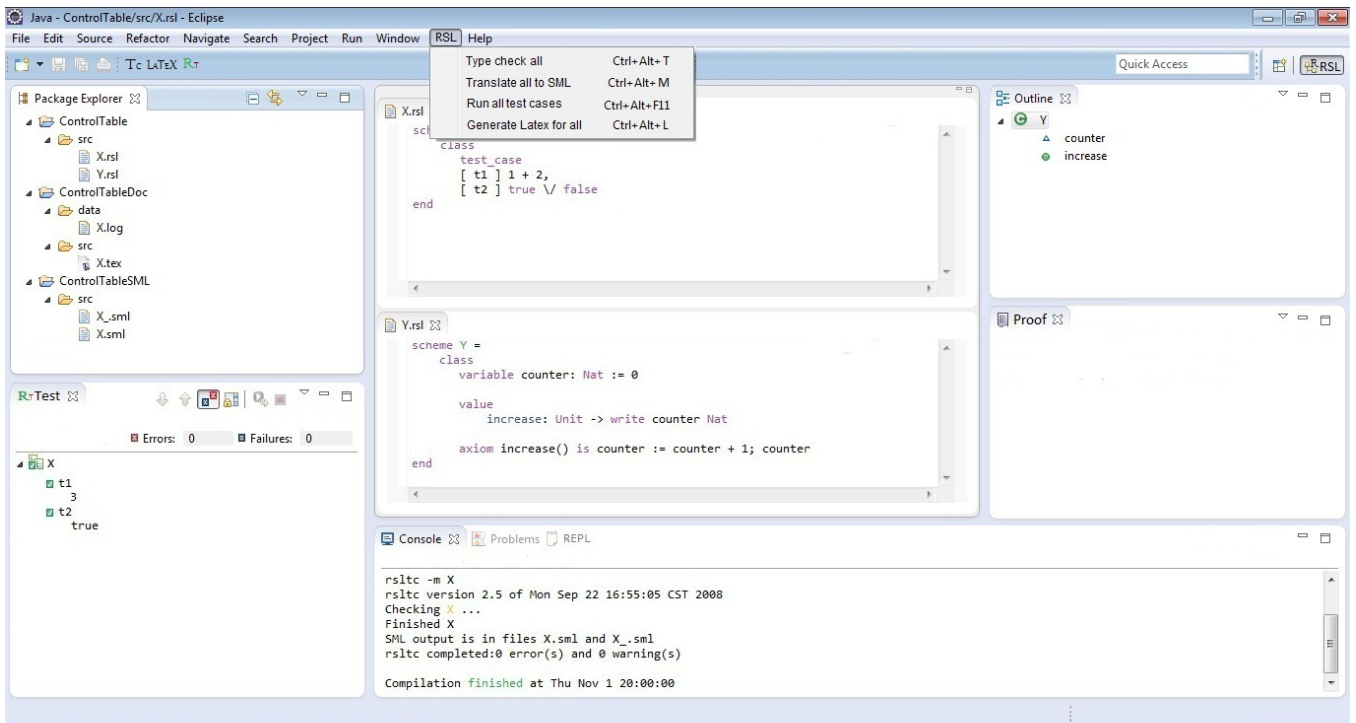 Java - ControlTable/src/X.rsl - Eclipse
File Edit Source Refactor Navigate Search Project Run Window RSL Help
Tc LATEX RT
Quick Access
RSL
Type check all Ctrl+Alt+T
Translate all to SML Ctrl+Alt+M
Run all test cases Ctrl+Alt+F11
Generate Latex for all Ctrl+Alt+L
Package Explorer
ControlTable
src
X.rsl
Y.rsl
ControlTableDoc
data
X.log
src
X.tex
ControlTableSML
src
X_.sml
X.sml
RT Test
Errors: 0 Failures: 0
X
t1
3
t2
true
X.rsl
class
test_case
[ t1 ] 1 + 2,
[ t2 ] true \/ false
end
Y.rsl
scheme Y =
class
variable counter: Nat := 0
value
increase: Unit -> write counter Nat
axiom increase() is counter := counter + 1; counter
end
Outline
Y
counter
increase
Proof
Console Problems REPL
rsltc -m X
rsltc version 2.5 of Mon Sep 22 16:55:05 CST 2008
Checking X ...
Finished X
SML output is in files X.sml and X_.sml
rsltc completed:0 error(s) and 0 warning(s)
Compilation finished at Thu Nov 1 20:00:00